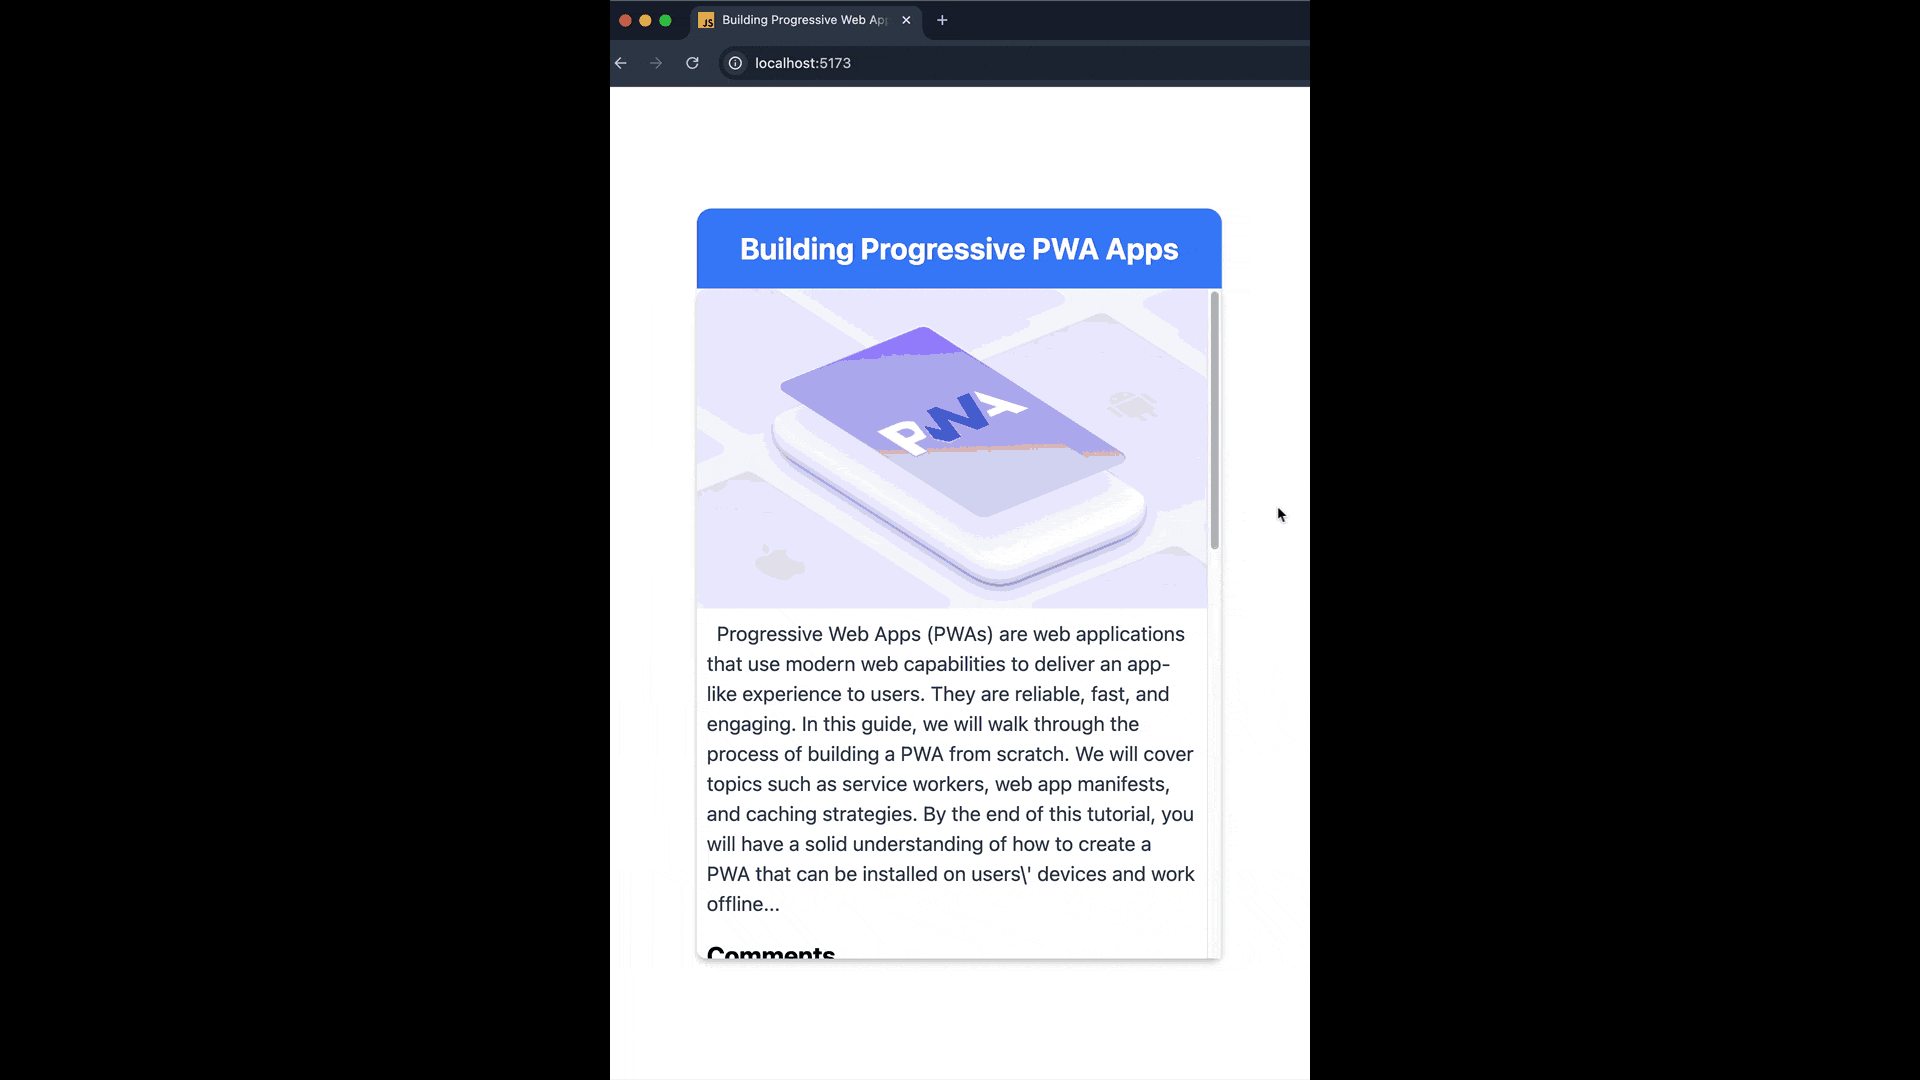 JS Building Progressive Web Ap
localhost:5173
Building Progressive PWA Apps
PWA
Progressive Web Apps (PWAs) are web applications
that use modern web capabilities to deliver an app-
like experience to users. They are reliable, fast, and
engaging. In this guide, we will walk through the
process of building a PWA from scratch. We will cover
topics such as service workers, web app manifests,
and caching strategies. By the end of this tutorial, you
will have a solid understanding of how to create a
PWA that can be installed on users\' devices and work
offline...
Comments